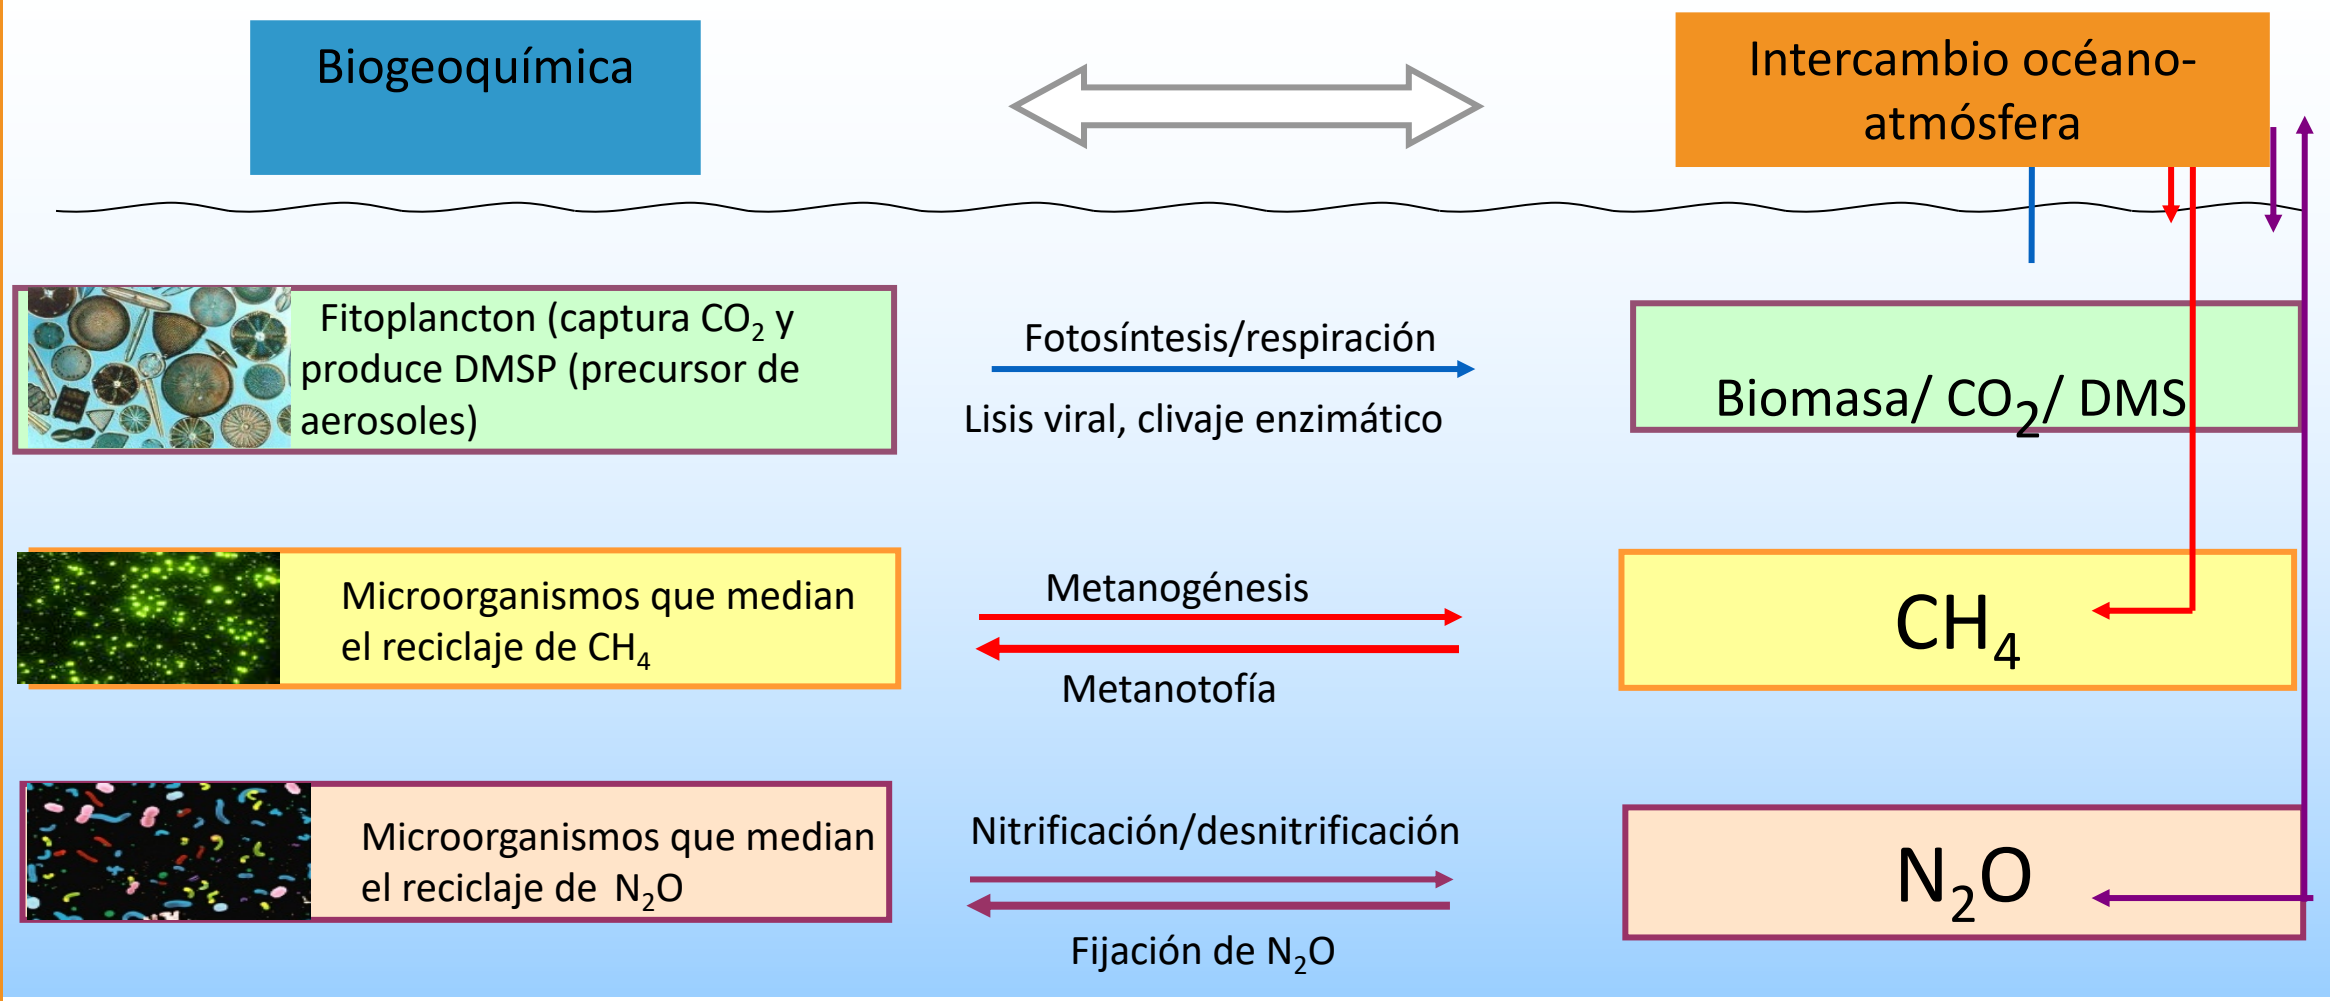 Biogeoquímica
Intercambio océano-
atmósfera
Fitoplancton (captura CO₂ y
produce DMSP (precursor de
aerosoles)
Fotosíntesis/respiración
Lisis viral, clivaje enzimático
Biomasa/ CO₂/ DMS
Microorganismos que median
el reciclaje de CH₄
Metanogénesis
Metanotofía
CH₄
Microorganismos que median
el reciclaje de N₂O
Nitrificación/desnitrificación
Fijación de N₂O
N₂O